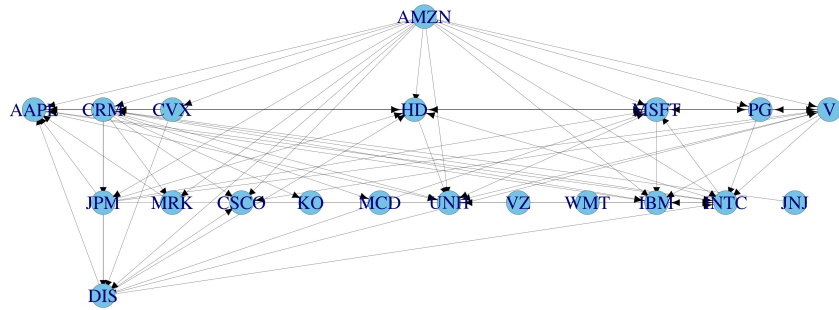 AMZN
AAPL CRM CVX HD MSFT PG V
JPM MRK CSCO KO MCD UNH VZ WMT IBM INTC JNJ
DIS